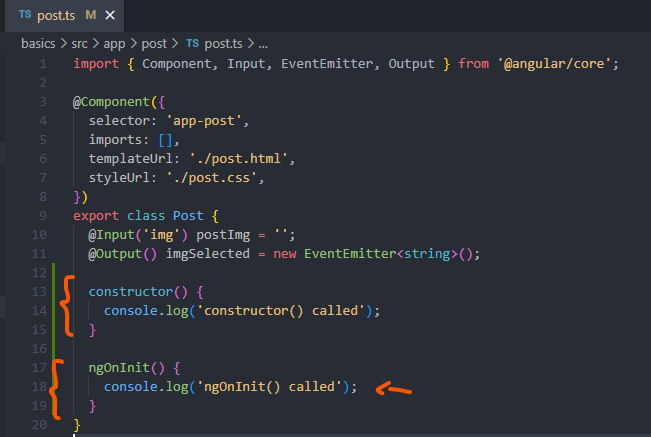 TS post.ts M ×
basics > src > app > post > TS post.ts > ...
1 import { Component, Input, EventEmitter, Output } from '@angular/core';
2
3 @Component({
4 selector: 'app-post',
5 imports: [],
6 templateUrl: './post.html',
7 styleUrl: './post.css',
8 })
9 export class Post {
10 @Input('img') postImg = '';
11 @Output() imgSelected = new EventEmitter<string>();
12
13 constructor() {
14 console.log('constructor() called');
15 }
16
17 ngOnInit() {
18 console.log('ngOnInit() called');
19 }
20 }